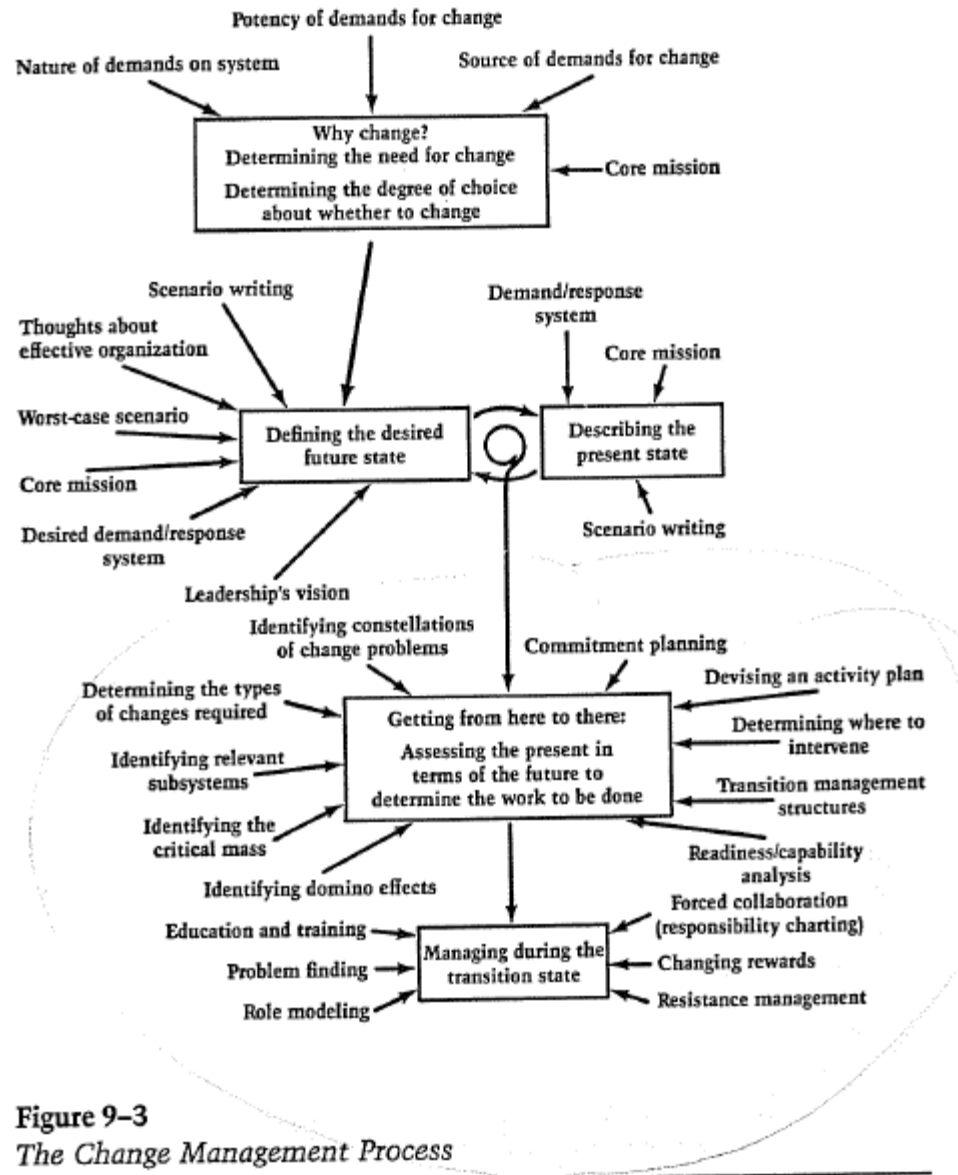 Potency of demands for change
Nature of demands on system
Source of demands for change
Why change?
Determining the need for change
Determining the degree of choice
about whether to change
Core mission
Scenario writing
Thoughts about
effective organization
Worst-case scenario
Core mission
Desired demand/response
system
Leadership's vision
Defining the desired
future state
Demand/response
system
Core mission
Describing the
present state
Scenario writing
Identifying constellations
of change problems
Commitment planning
Determining the types
of changes required
Devising an activity plan
Identifying relevant
subsystems
Determining where to
intervene
Identifying the
critical mass
Transition management
structures
Identifying domino effects
Readiness/capability
analysis
Getting from here to there:
Assessing the present in
terms of the future to
determine the work to be done
Education and training
Problem finding
Role modeling
Managing during the
transition state
Forced collaboration
(responsibility charting)
Changing rewards
Resistance management
Figure 9–3
The Change Management Process